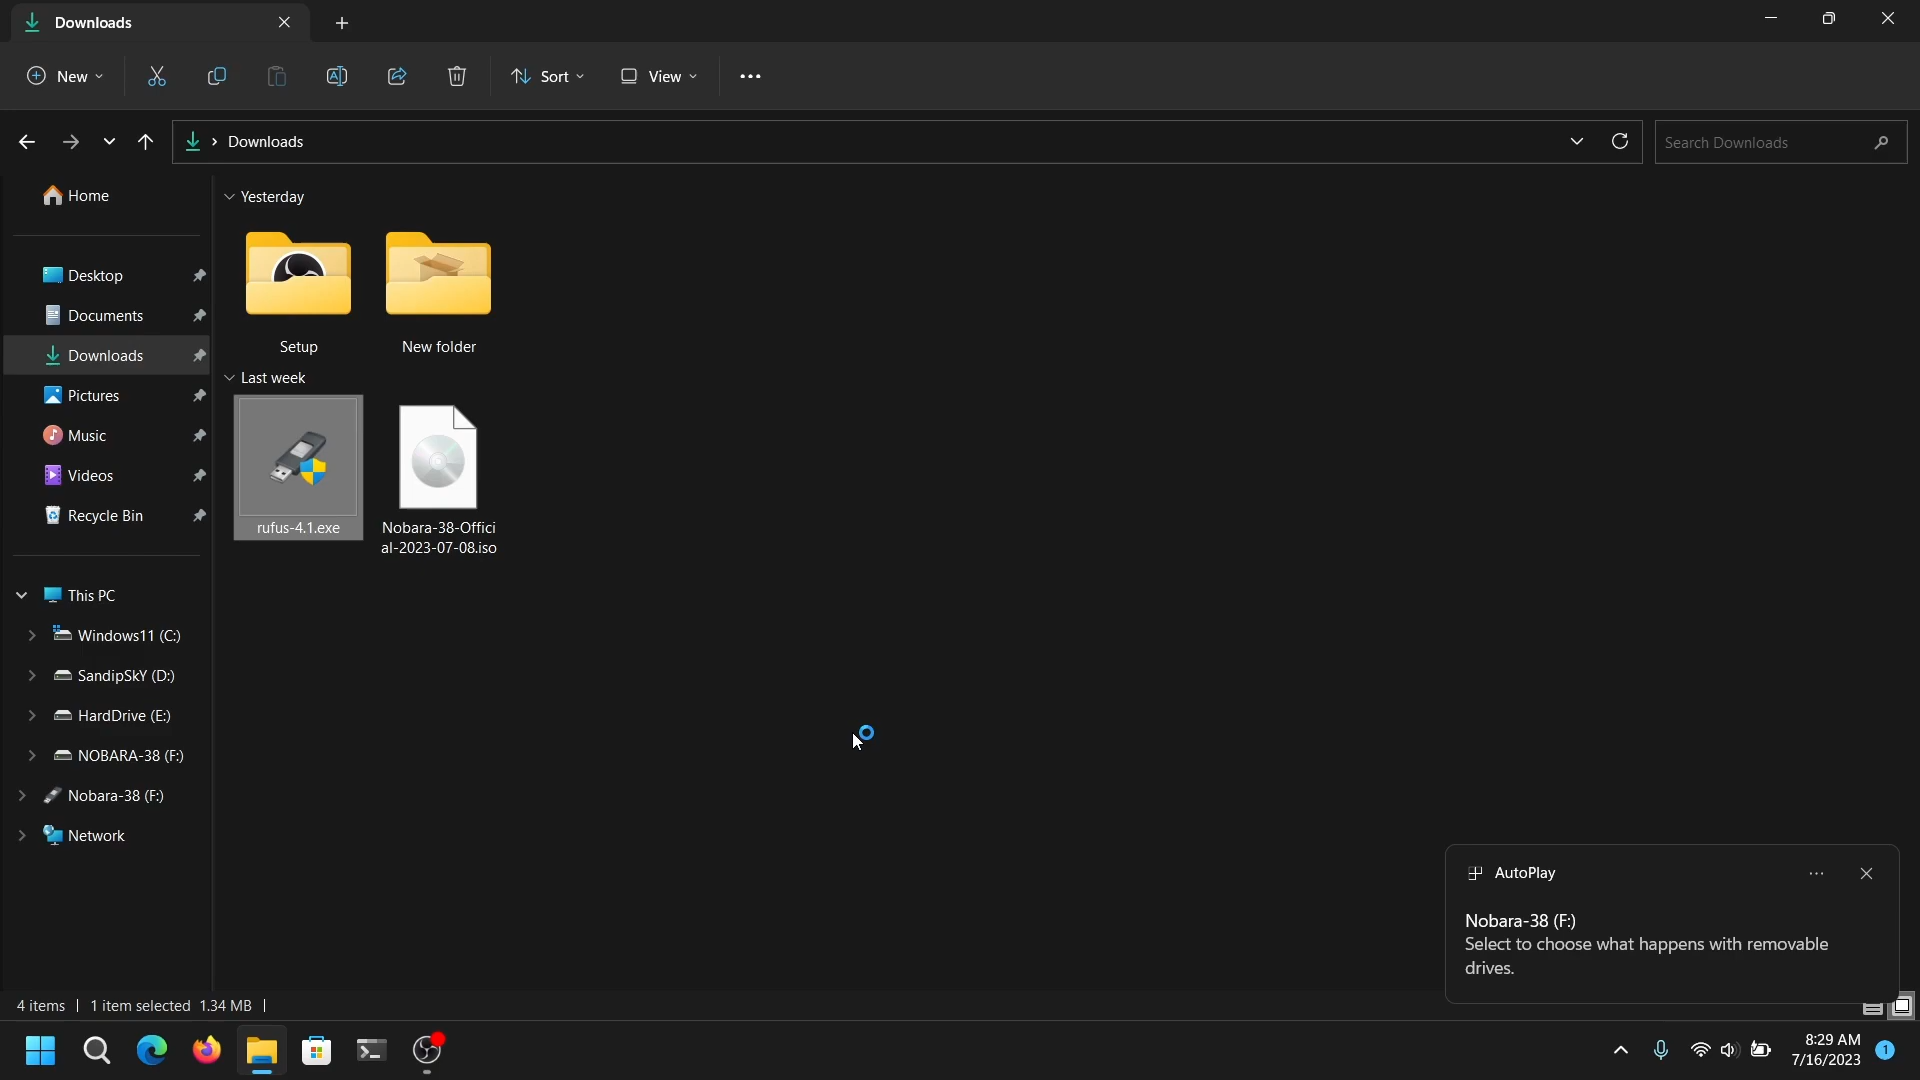 Downloads
New
Sort
View
Downloads
Search Downloads
Home
Desktop
Documents
Downloads
Pictures
Music
Videos
Recycle Bin
This PC
Windows11 (C:)
SandipSkY (D:)
HardDrive (E:)
NOBARA-38 (F:)
Nobara-38 (F:)
Network
Yesterday
Setup
New folder
Last week
rufus-4.1.exe
Nobara-38-Offici
al-2023-07-08.iso
AutoPlay
Nobara-38 (F:)
Select to choose what happens with removable
drives.
4 items
1 item selected 1.34 MB
8:29 AM
7/16/2023
1